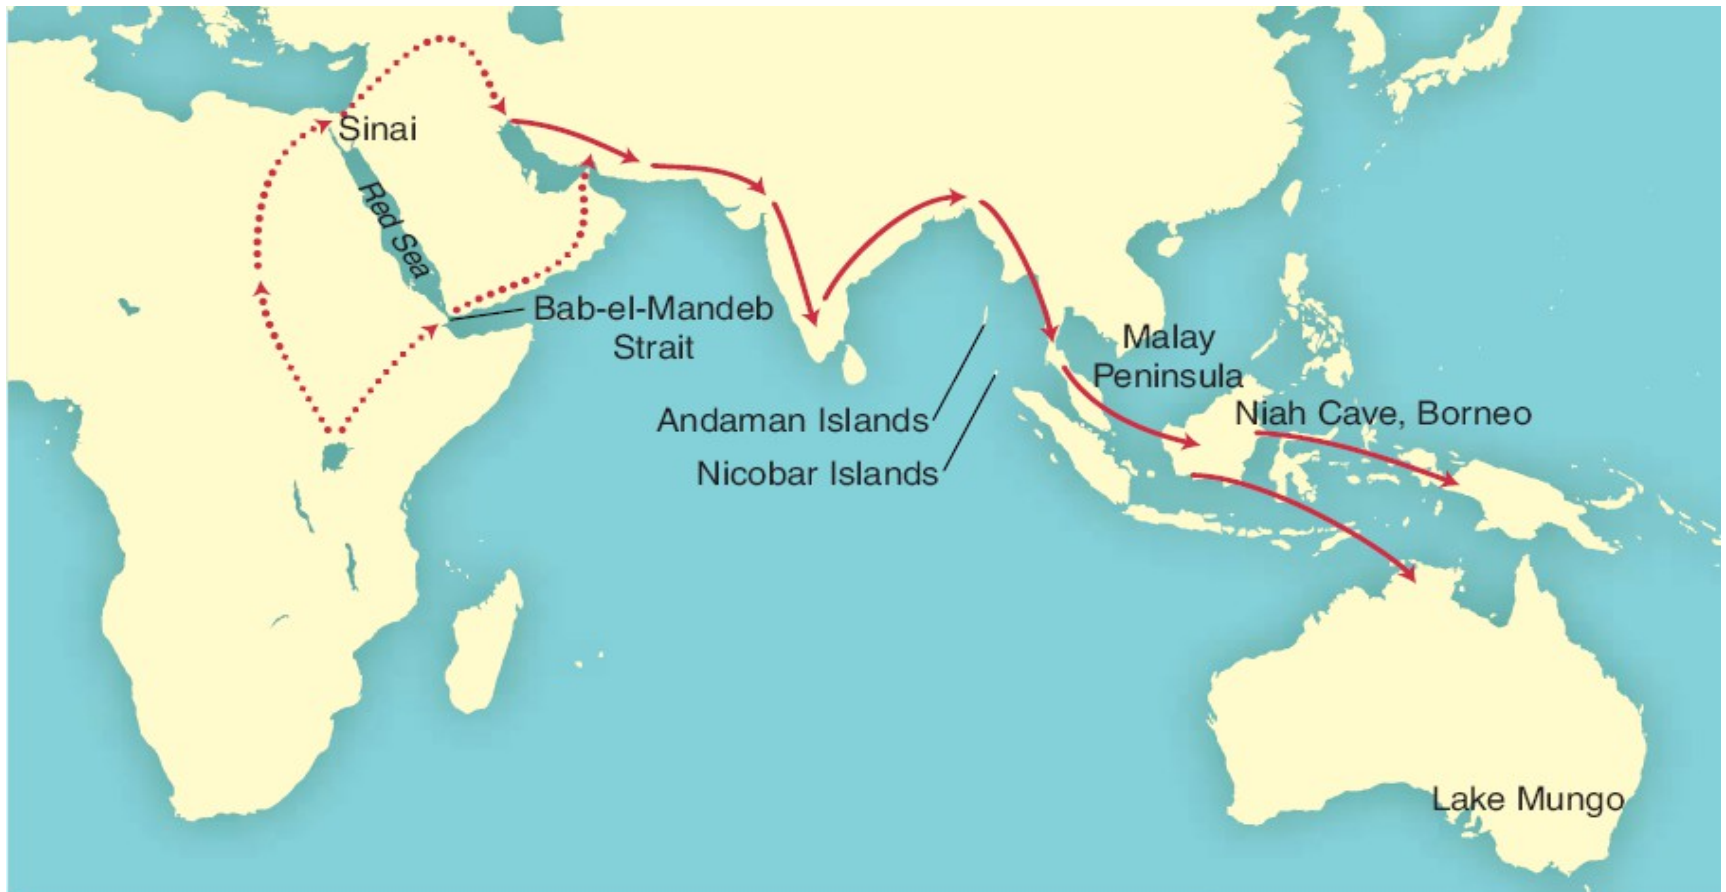 Sinai
Red Sea
Bab-el-Mandeb
Strait
Malay
Peninsula
Andaman Islands
Niah Cave, Borneo
Nicobar Islands
Lake Mungo